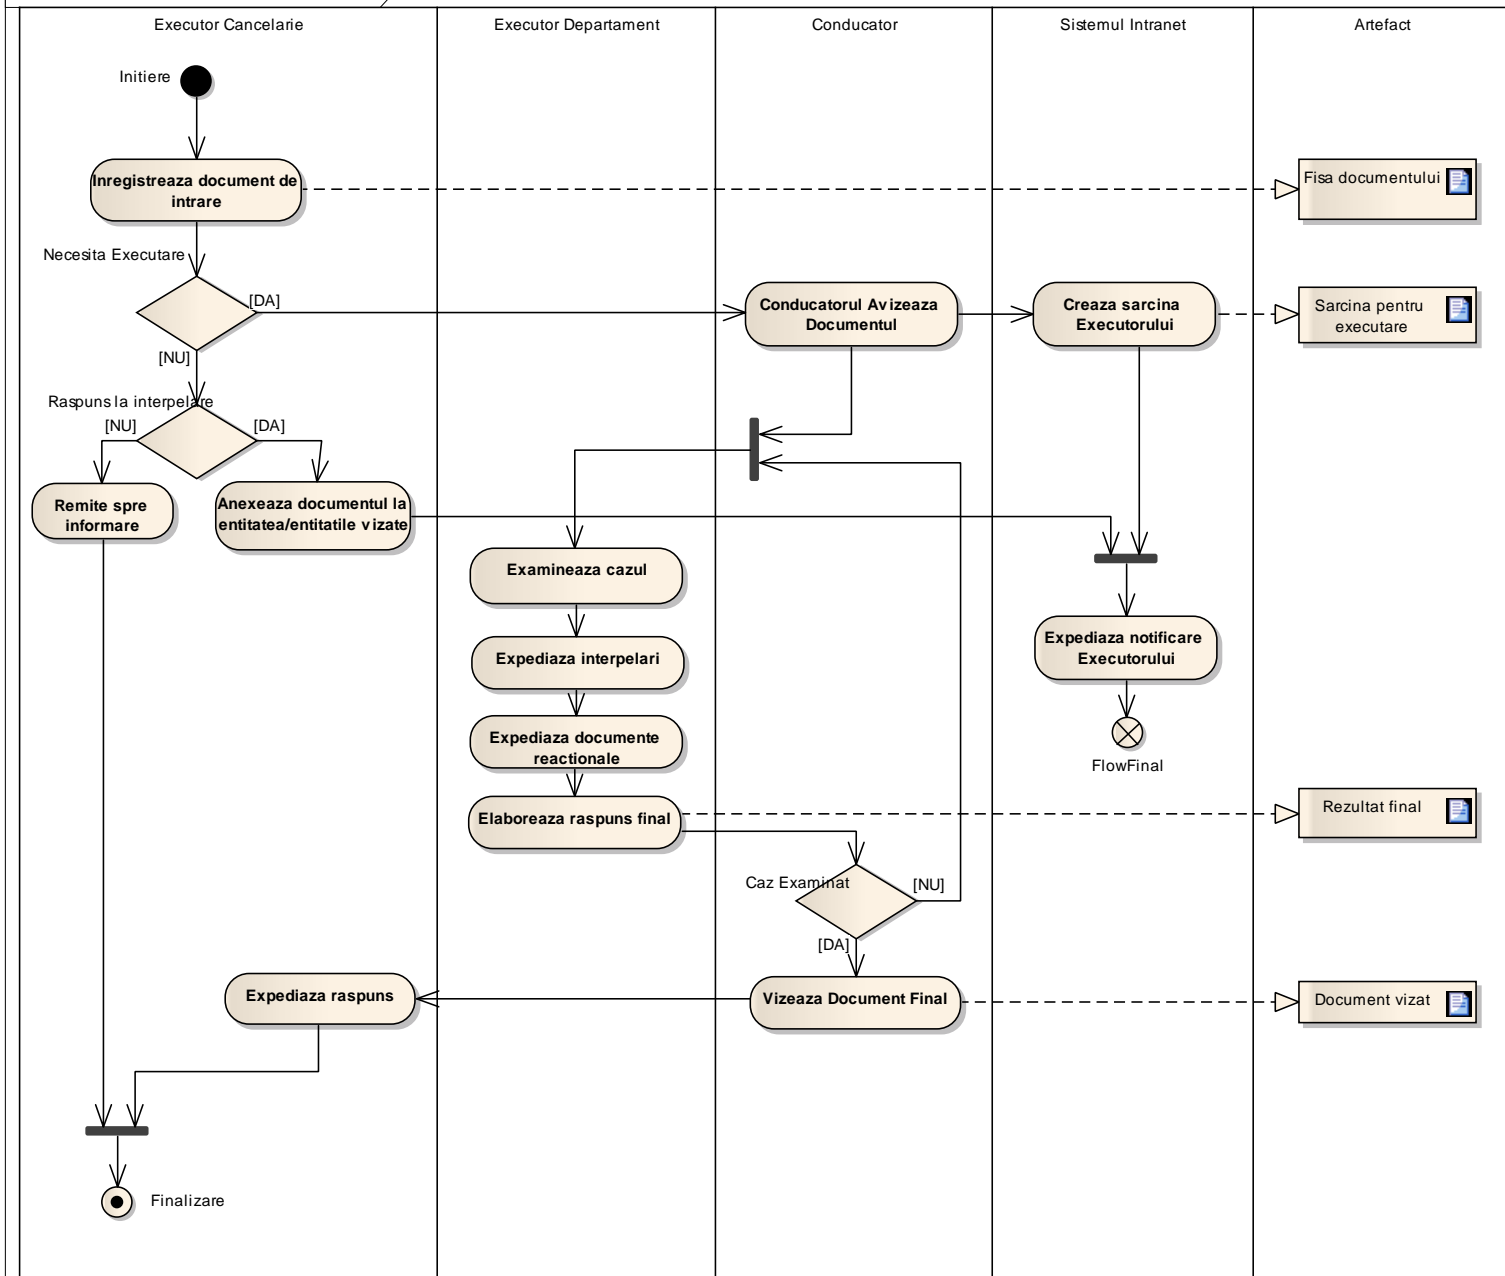 Executor Cancelarie
Executor Departament
Conducator
Sistemul Intranet
Artefact
Initiere
Inregistreaza document de
intrare
Fisa documentului
Necesita Executare
[DA]
[NU]
Conducatorul Avizeaza
Documentul
Creaza sarcina
Executorului
Sarcina pentru
executare
Raspuns la interpelare
[NU]
[DA]
Remite spre
informare
Anexeaza documentul la
entitatea/entitatile vizate
Examineaza cazul
Expediaza interpelari
Expediaza documente
reactionale
Elaboreaza raspuns final
Expediaza notificare
Executorului
FlowFinal
Rezultat final
Caz Examinat
[NU]
[DA]
Expediaza raspuns
Vizeaza Document Final
Document vizat
Finalizare